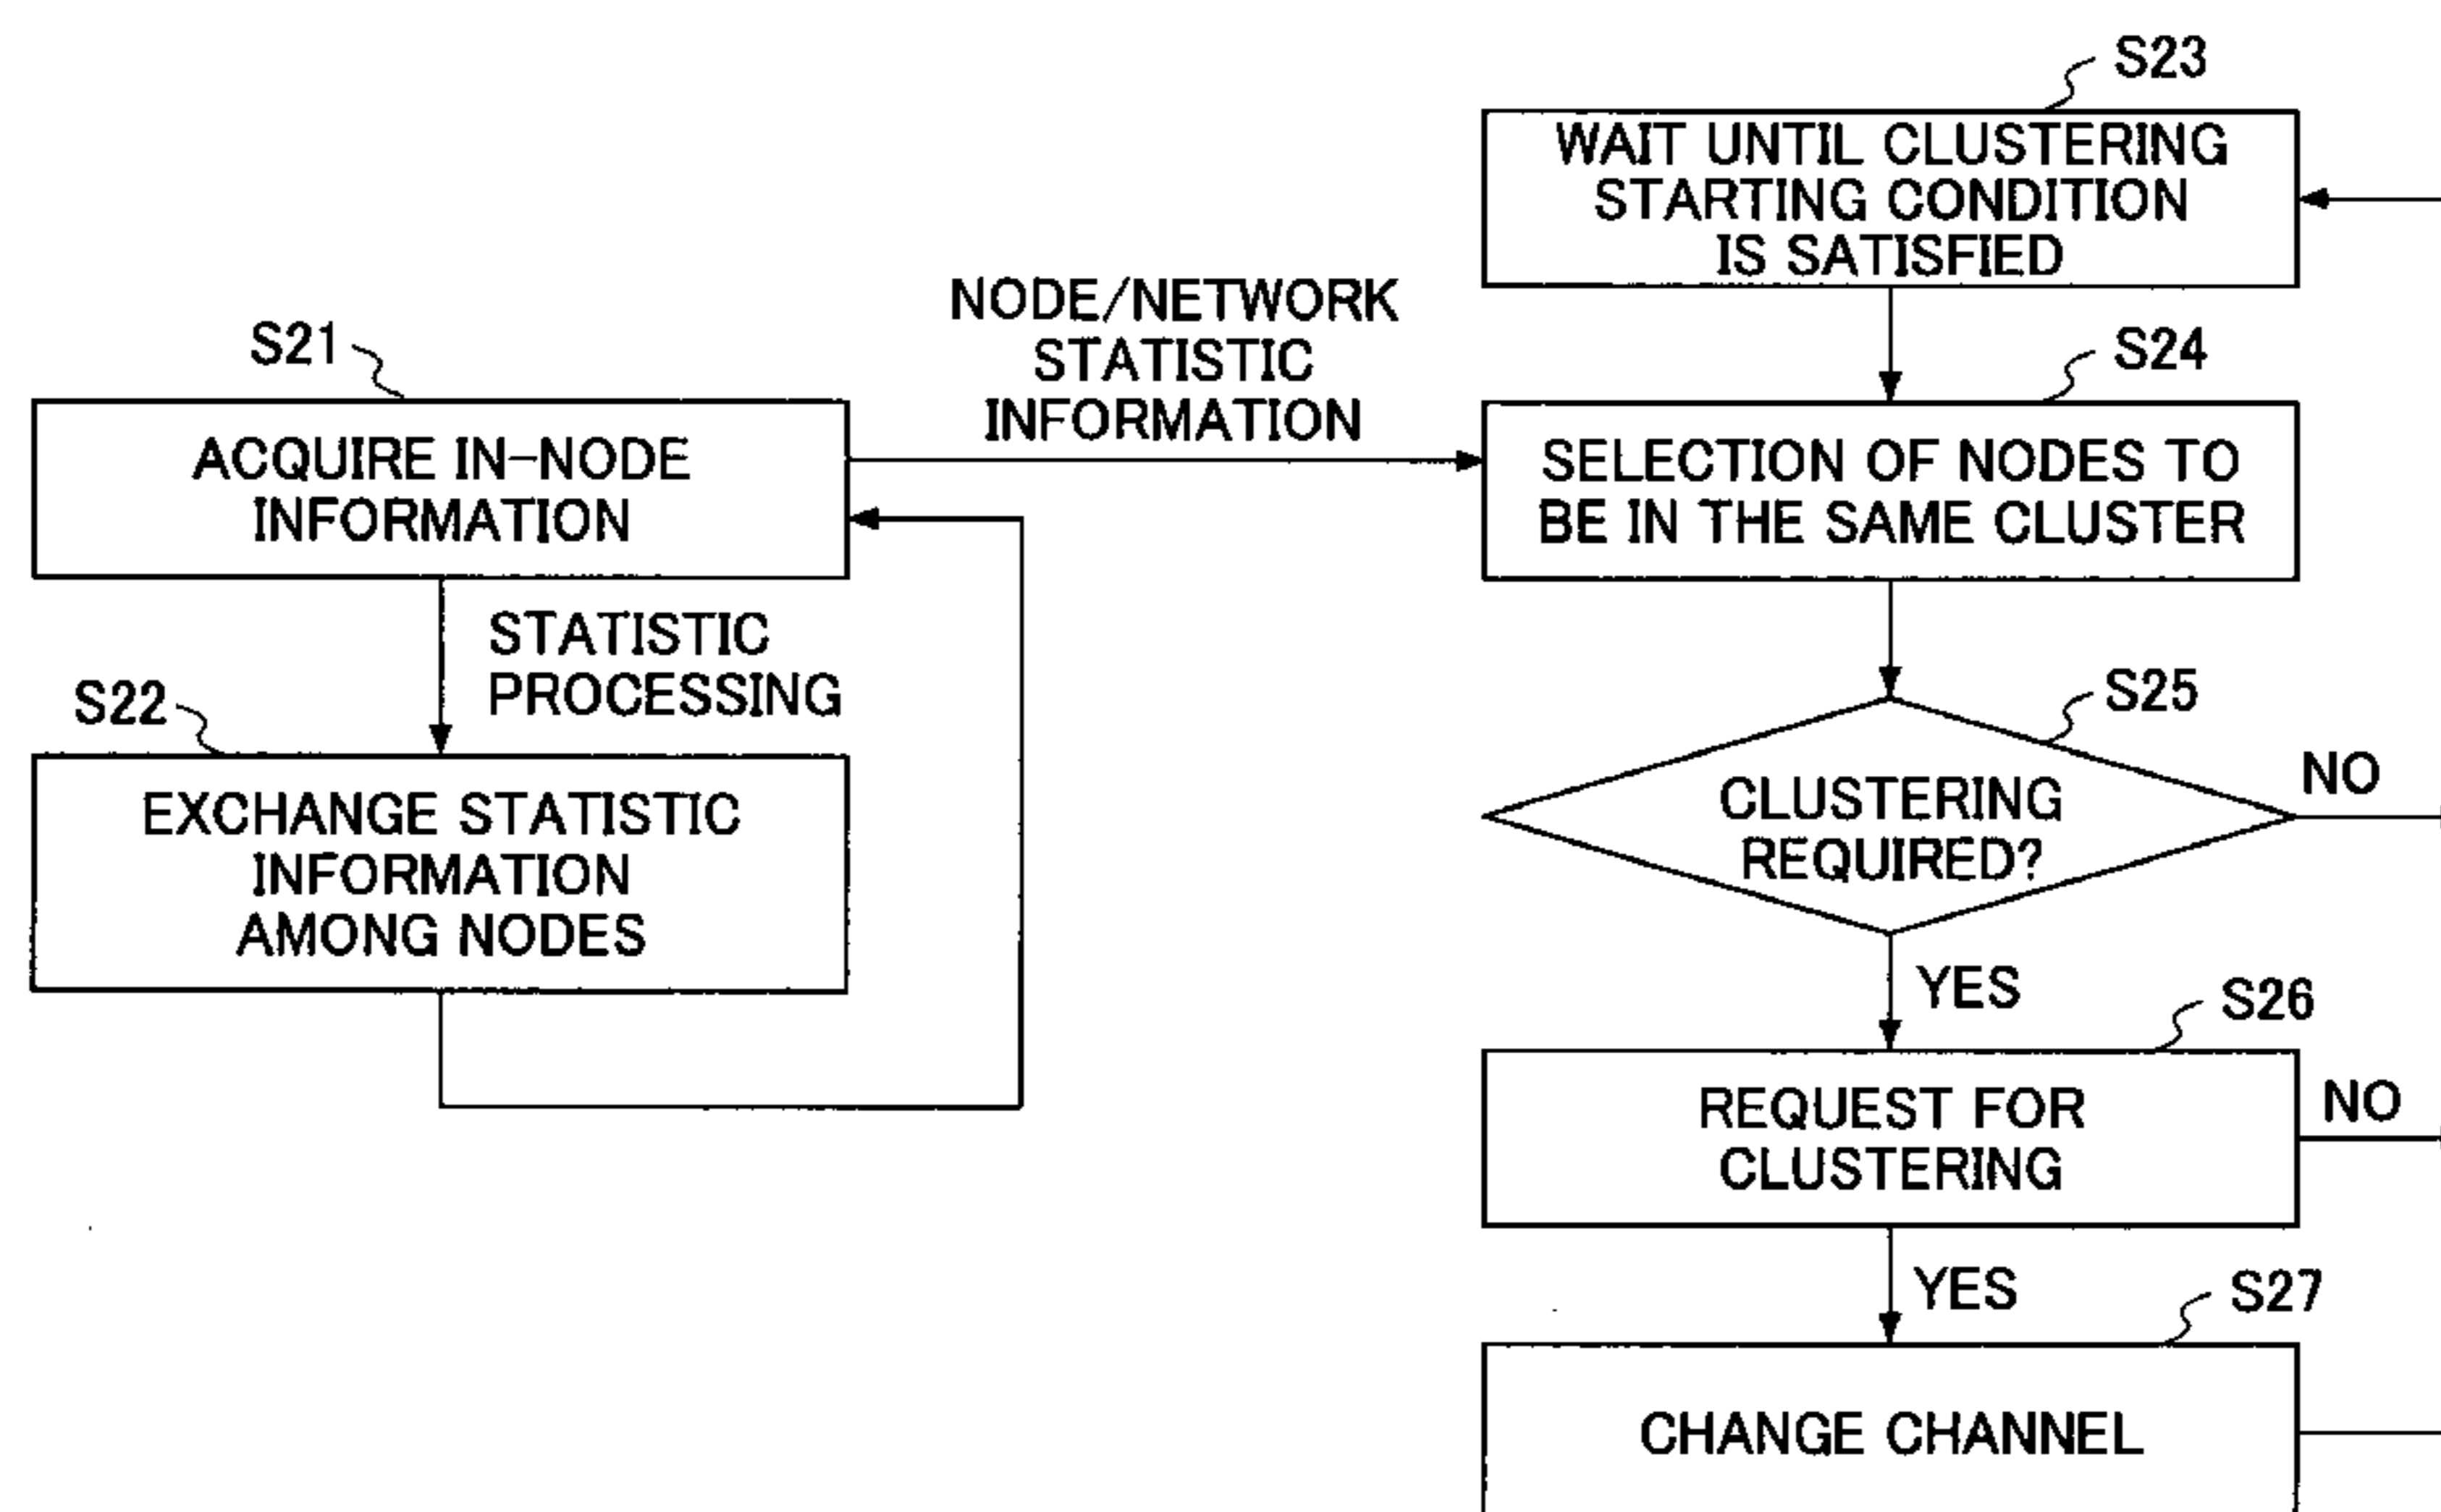 S23
WAIT UNTIL CLUSTERING
STARTING CONDITION
IS SATISFIED
NODE/NETWORK
STATISTIC
INFORMATION
S21
S24
ACQUIRE IN-NODE
INFORMATION
SELECTION OF NODES TO
BE IN THE SAME CLUSTER
STATISTIC
PROCESSING
S22
S25
EXCHANGE STATISTIC
INFORMATION
AMONG NODES
CLUSTERING
REQUIRED?
NO
YES
S26
REQUEST FOR
CLUSTERING
NO
YES
S27
CHANGE CHANNEL